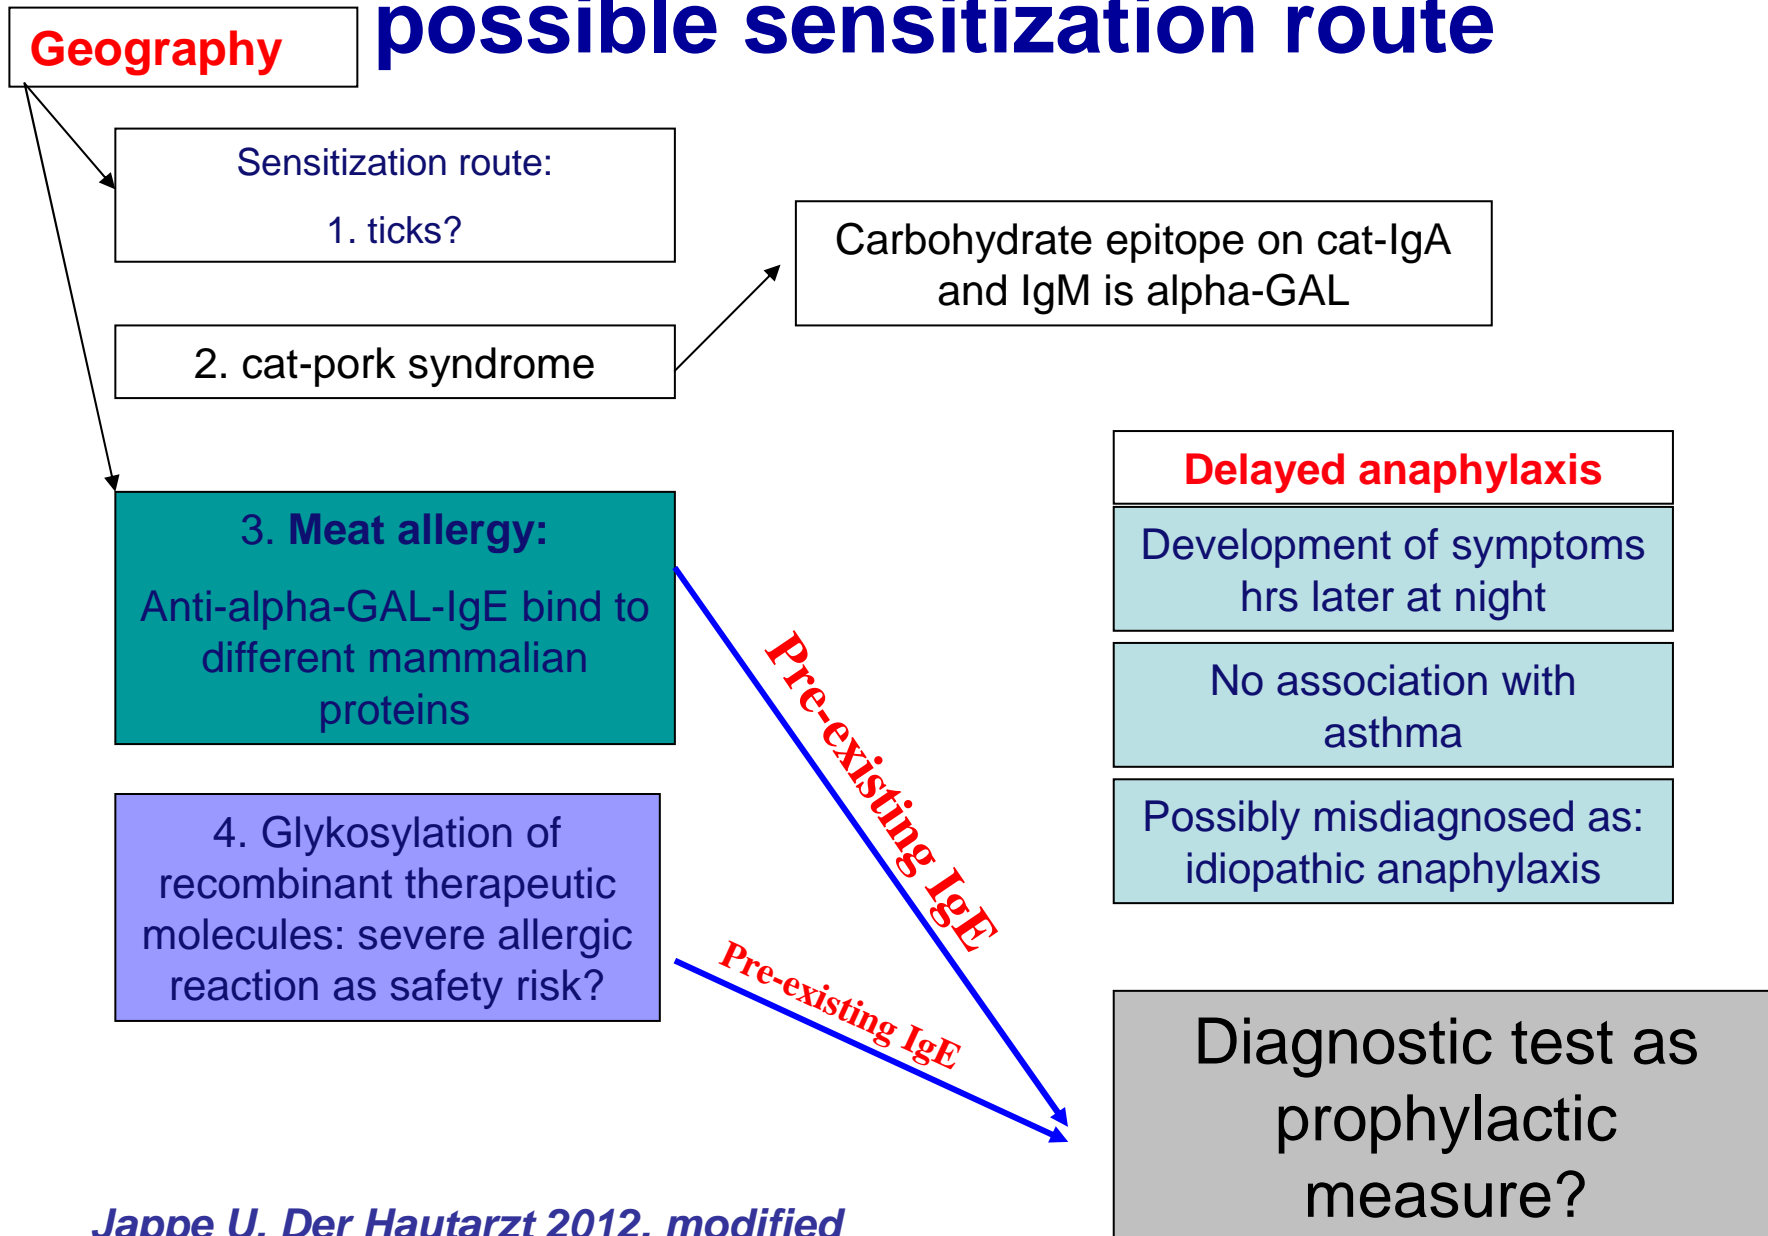 possible sensitization route
Geography
Sensitization route:
1. ticks?
Carbohydrate epitope on cat-IgA
and IgM is alpha-GAL
2. cat-pork syndrome
3. Meat allergy:
Anti-alpha-GAL-IgE bind to
different mammalian
proteins
4. Glykosylation of
recombinant therapeutic
molecules: severe allergic
reaction as safety risk?
Pre-existing IgE
Pre-existing IgE
Delayed anaphylaxis
Development of symptoms
hrs later at night
No association with
asthma
Possibly misdiagnosed as:
idiopathic anaphylaxis
Diagnostic test as
prophylactic
measure?
Jappe U. Der Hautarzt 2012, modified